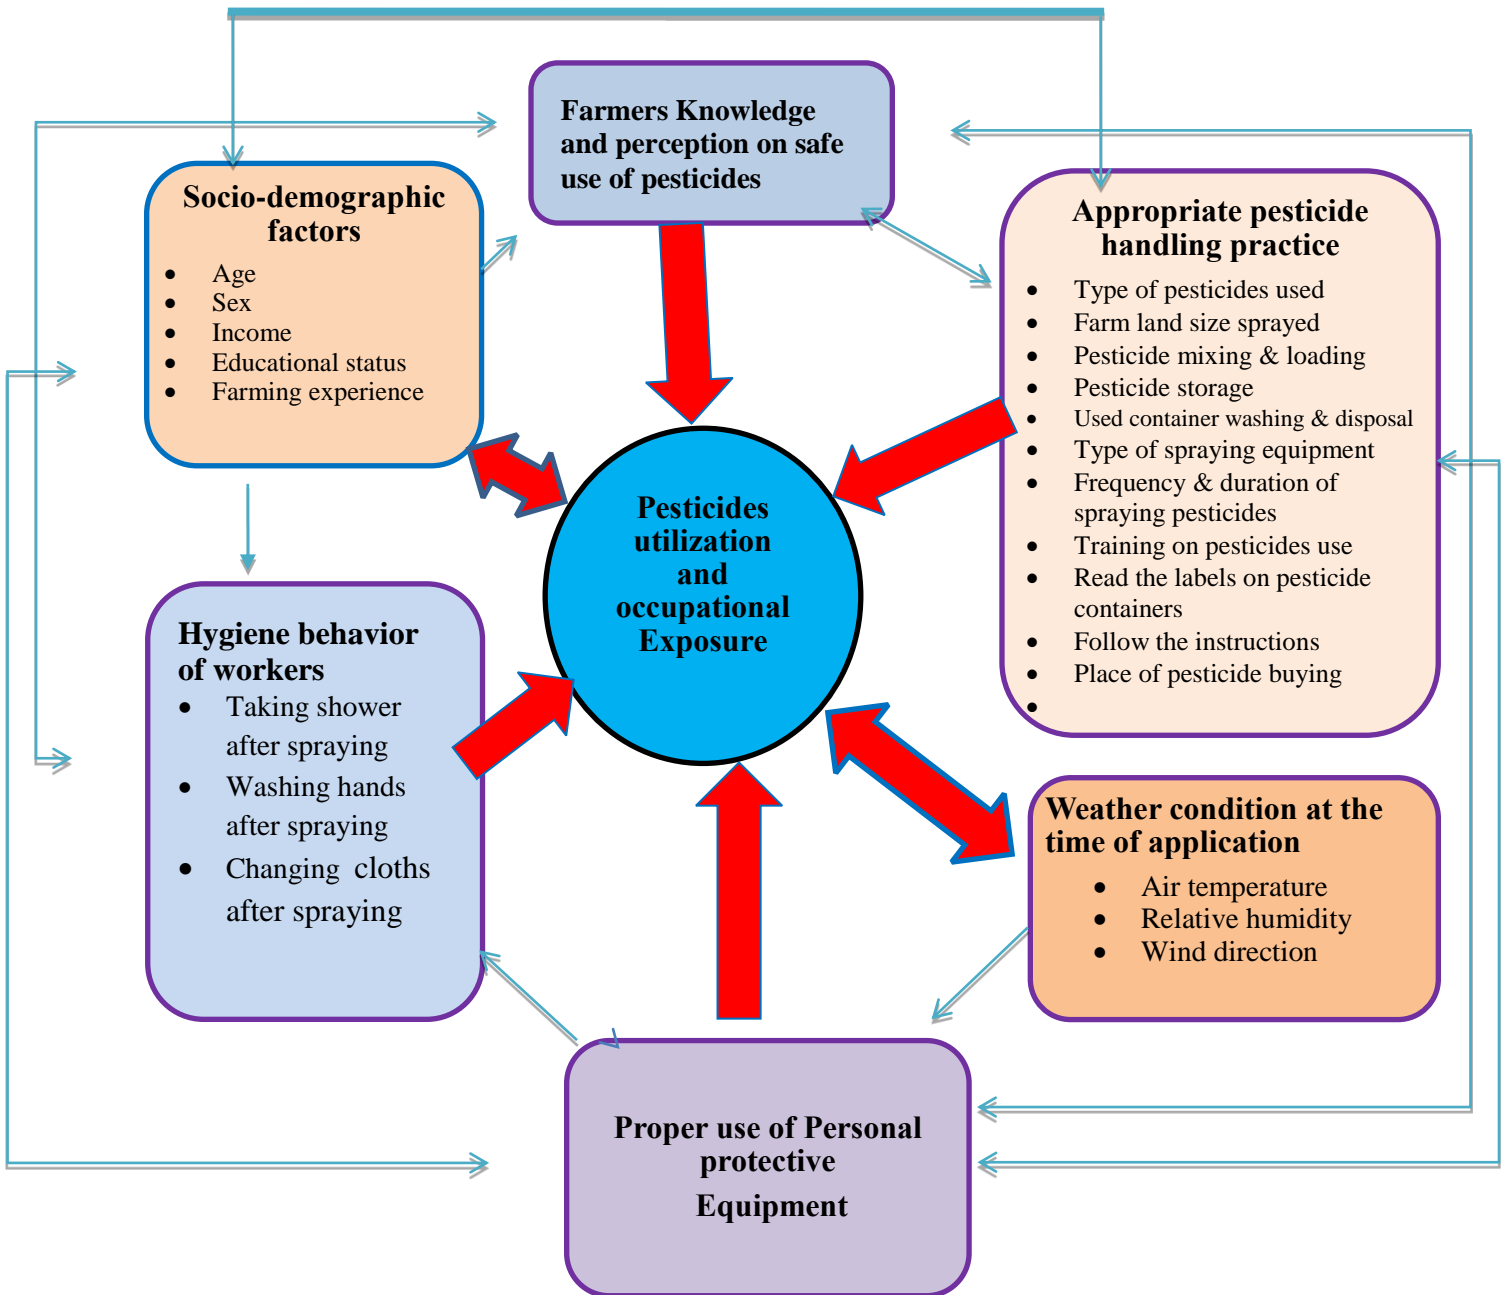 Farmers Knowledge
and perception on safe
use of pesticides
Socio-demographic
factors
• Age
• Sex
• Income
• Educational status
• Farming experience
Appropriate pesticide
handling practice
• Type of pesticides used
• Farm land size sprayed
• Pesticide mixing & loading
• Pesticide storage
• Used container washing & disposal
• Type of spraying equipment
• Frequency & duration of
spraying pesticides
• Training on pesticides use
• Read the labels on pesticide
containers
• Follow the instructions
• Place of pesticide buying
•
Pesticides
utilization
and
occupational
Exposure
Hygiene behavior
of workers
• Taking shower
after spraying
• Washing hands
after spraying
• Changing cloths
after spraying
Weather condition at the
time of application
• Air temperature
• Relative humidity
• Wind direction
Proper use of Personal
protective
Equipment